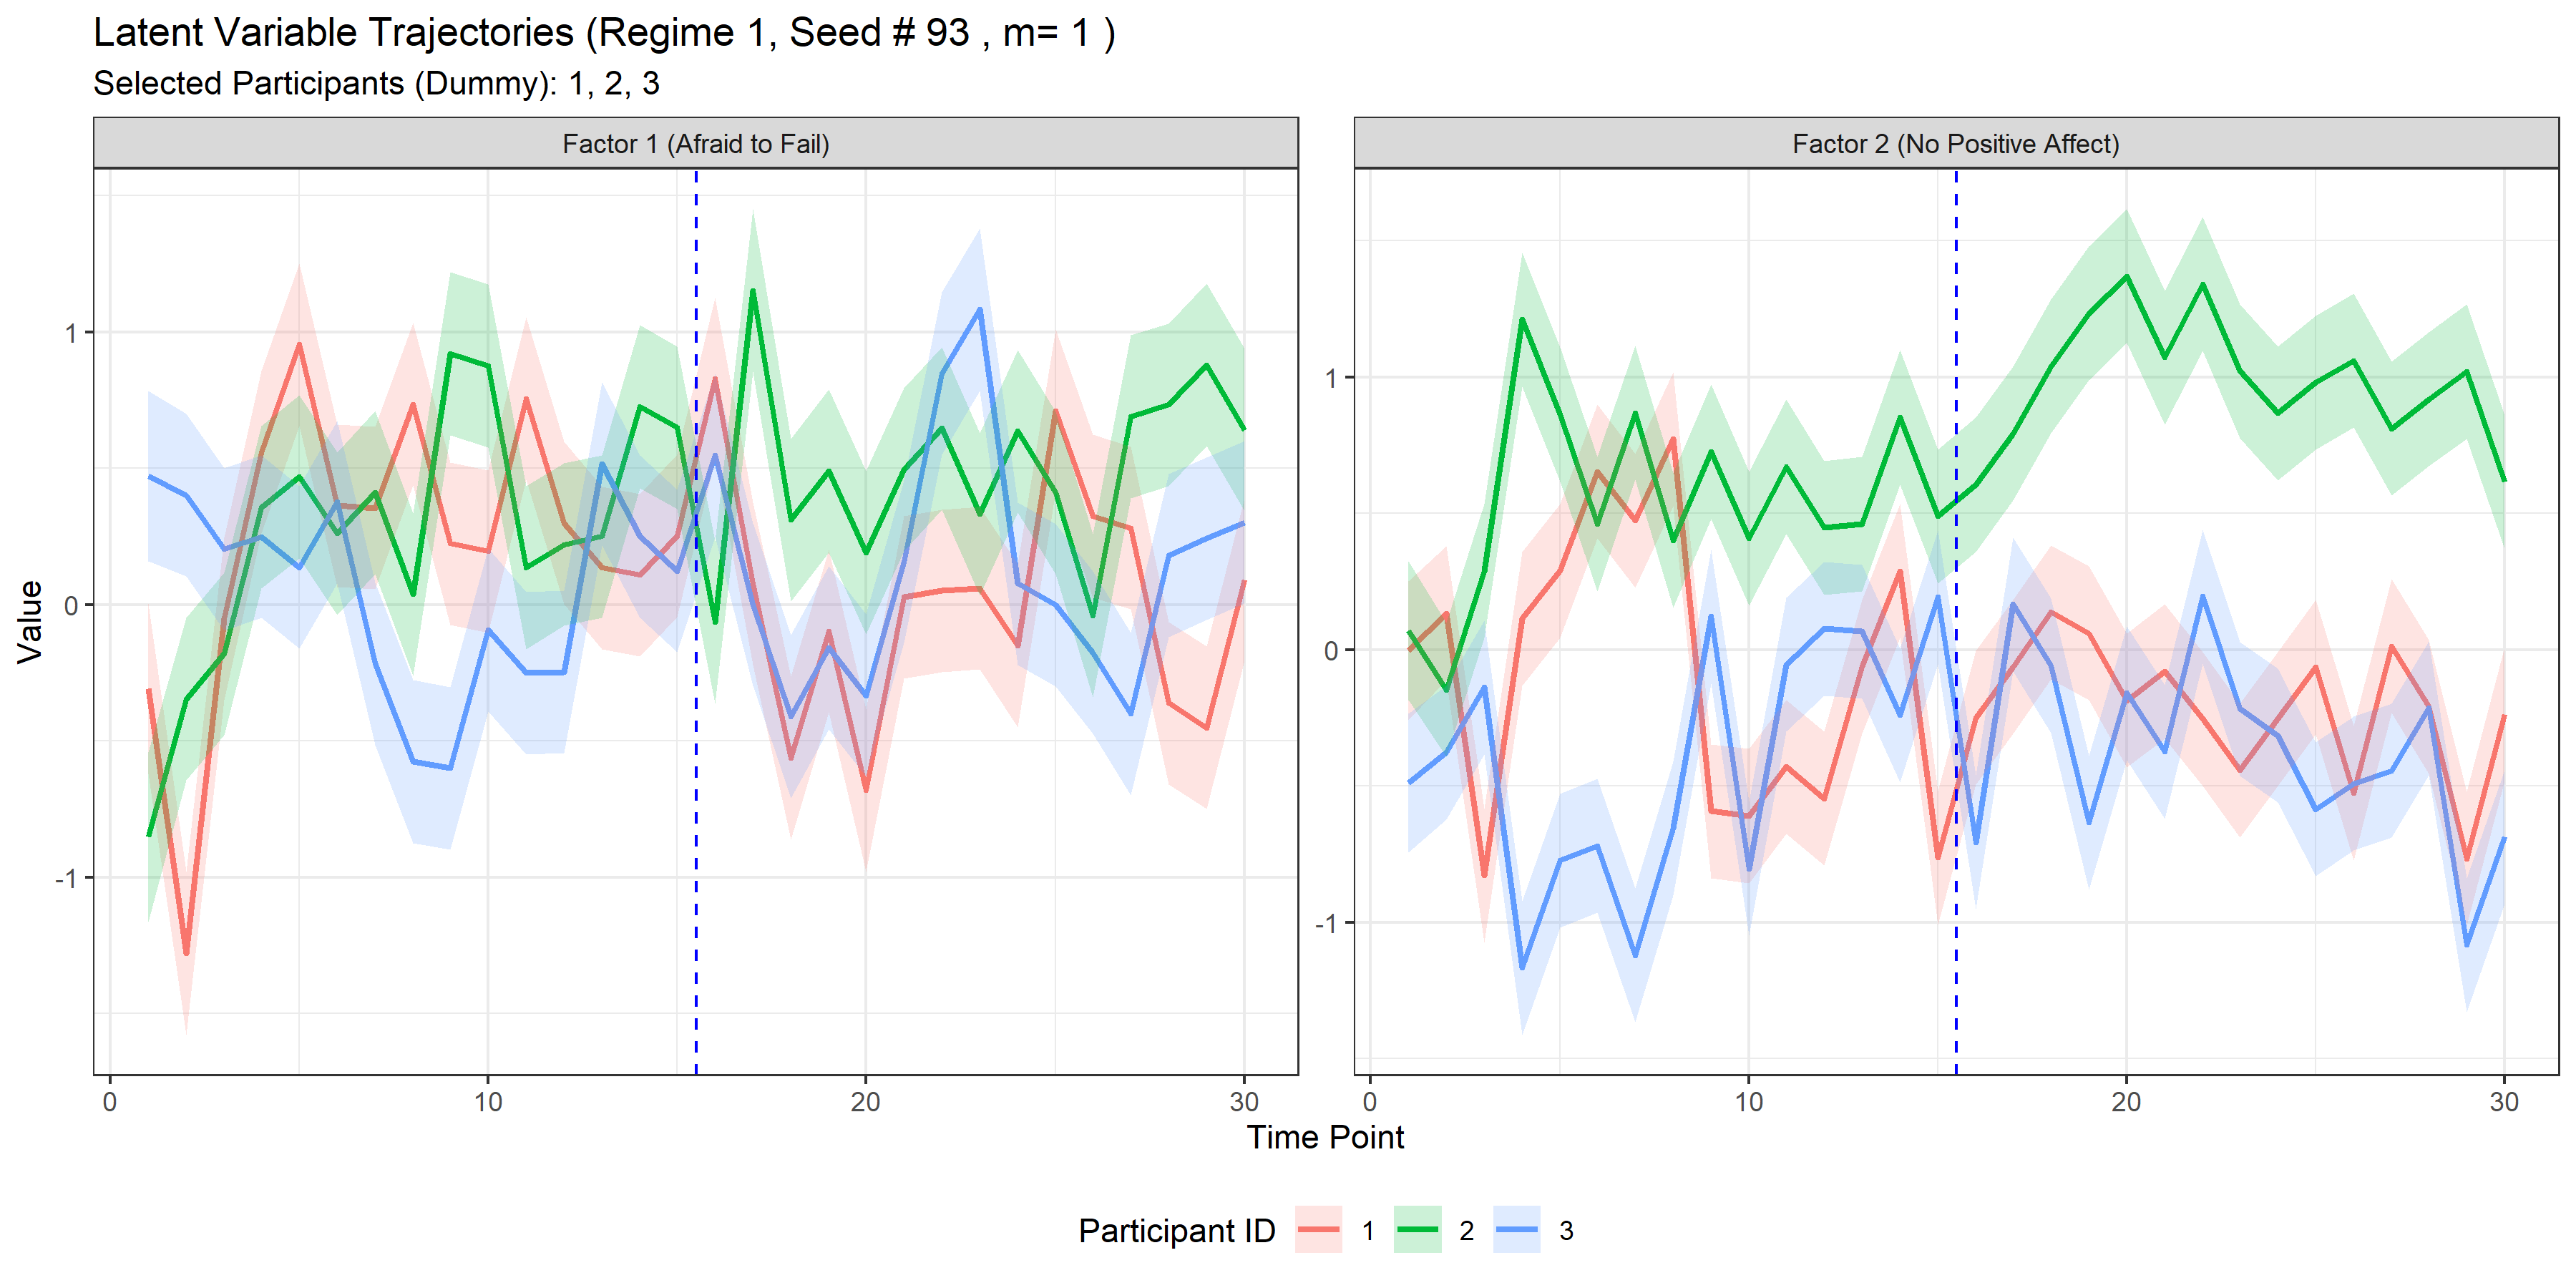 Latent Variable Trajectories (Regime 1, Seed # 93 , m= 1 )
Selected Participants (Dummy): 1, 2, 3
Factor 1 (Afraid to Fail)
Factor 2 (No Positive Affect)
Value
1
0
-1
1
0
-1
0 10 20 30
0 10 20 30
Time Point
Participant ID 1 2 3